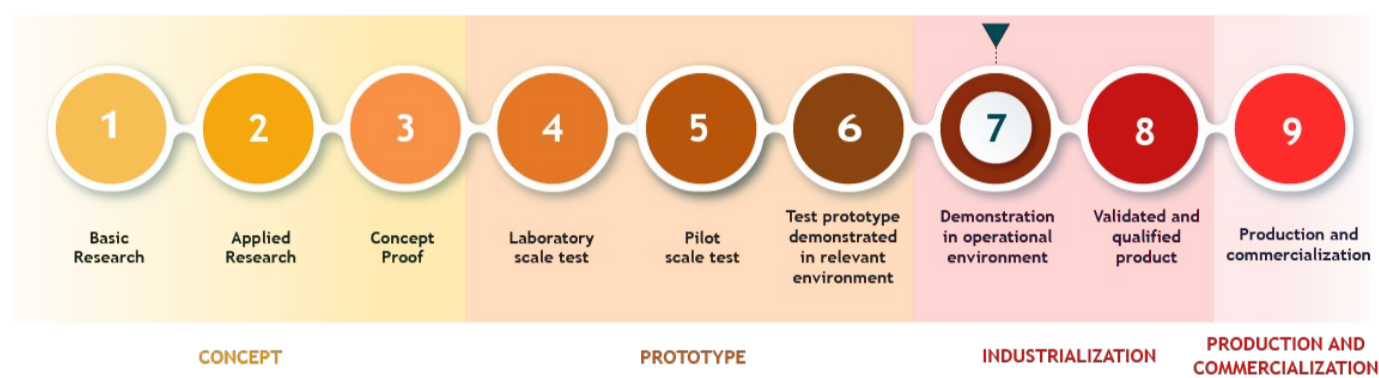 1
2
3
4
5
6
7
8
9
Basic
Research
Applied
Research
Concept
Proof
Laboratory
scale test
Pilot
scale test
Test prototype
demonstrated
in relevant
environment
Demonstration
in operational
environment
Validated and
qualified
product
Production and
commercialization
CONCEPT
PROTOTYPE
INDUSTRIALIZATION
PRODUCTION AND
COMMERCIALIZATION